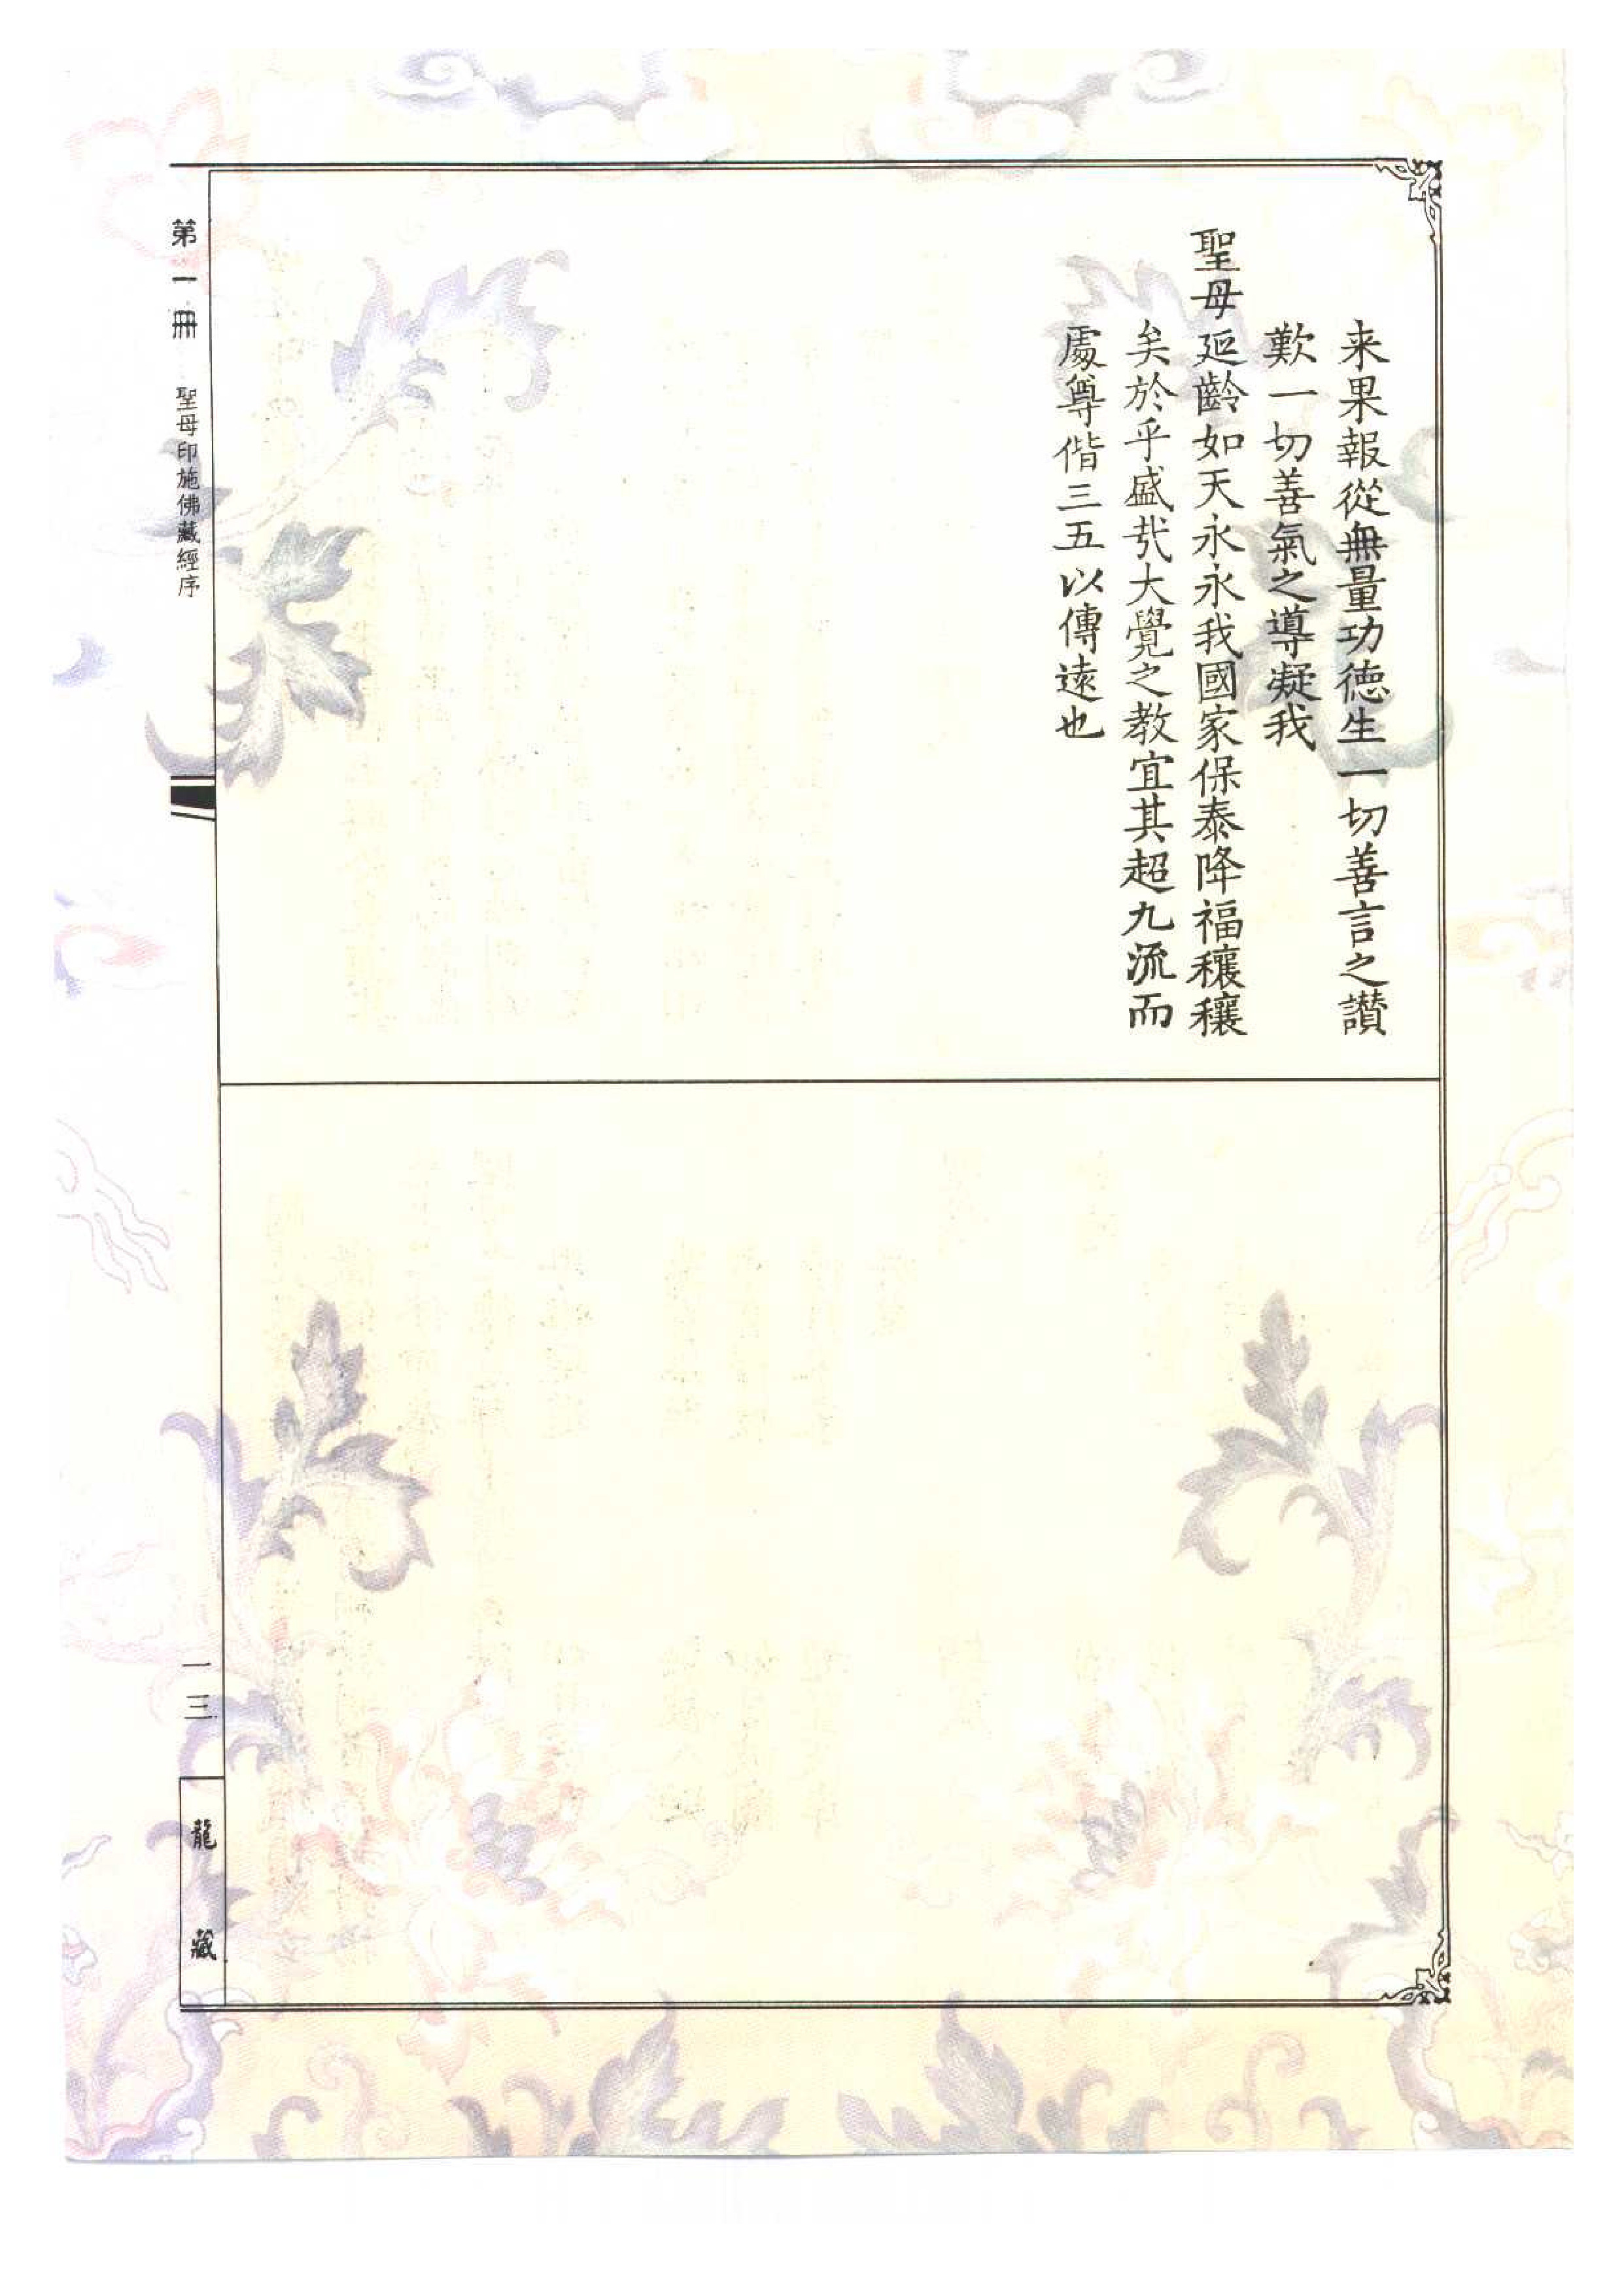 来果報從無量功德生一切善言之讃
歎一切善氣之導凝我
聖母延齡如天永永我國家保泰降福穰穰
矣於乎盛哉大覺之教宜其超九流而
處尊偕三五以傳遠也
第一冊 聖母印施佛藏經序
一三
龍藏